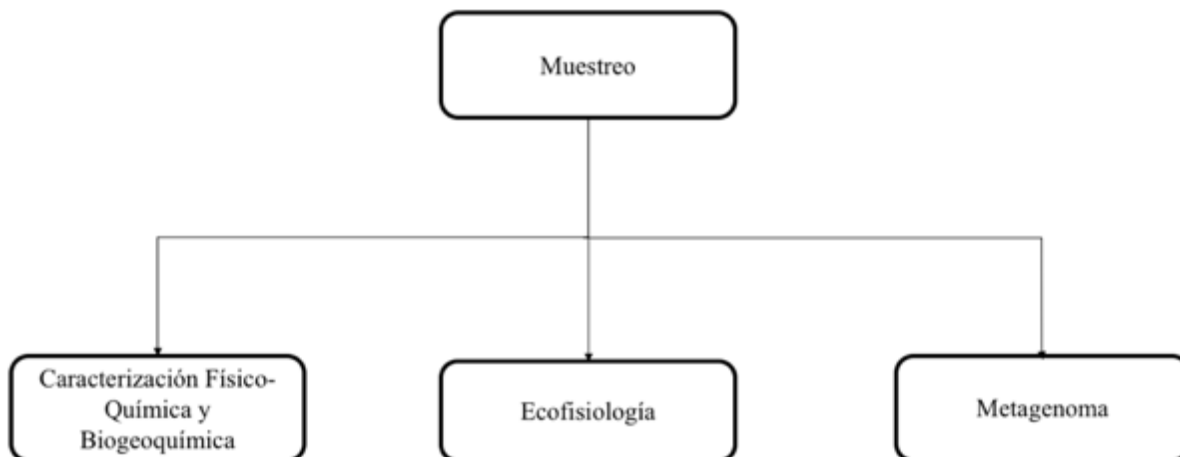 Muestreo
Caracterización Físico-
Química y
Biogeoquímica
Ecofisiología
Metagenoma